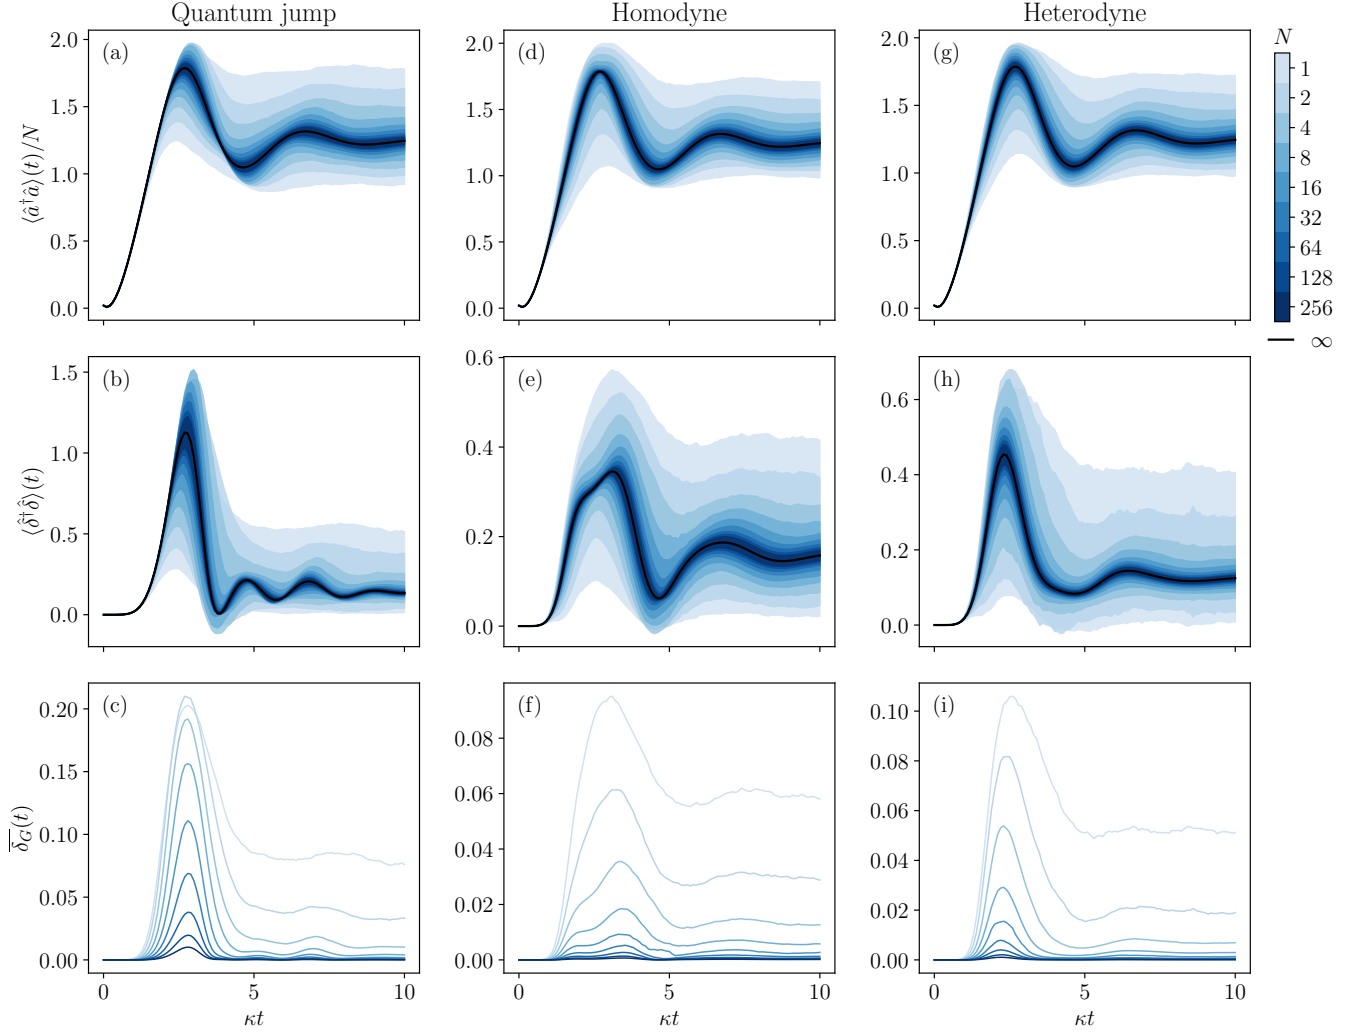 Quantum jump
Homodyne
Heterodyne
(a)
2.0
1.5
1.0
0.5
0.0
⟨â†â⟩(t)/N
(d)
2.0
1.5
1.0
0.5
0.0
(g)
2.0
1.5
1.0
0.5
0.0
N
1
2
4
8
16
32
64
128
256
∞
(b)
1.5
1.0
0.5
0.0
⟨δ̂†δ̂⟩(t)
(e)
0.6
0.4
0.2
0.0
(h)
0.6
0.4
0.2
0.0
(c)
0.20
0.15
0.10
0.05
0.00
δ̅_G(t)
0 5 10
κt
(f)
0.08
0.06
0.04
0.02
0.00
0 5 10
κt
(i)
0.10
0.08
0.06
0.04
0.02
0.00
0 5 10
κt